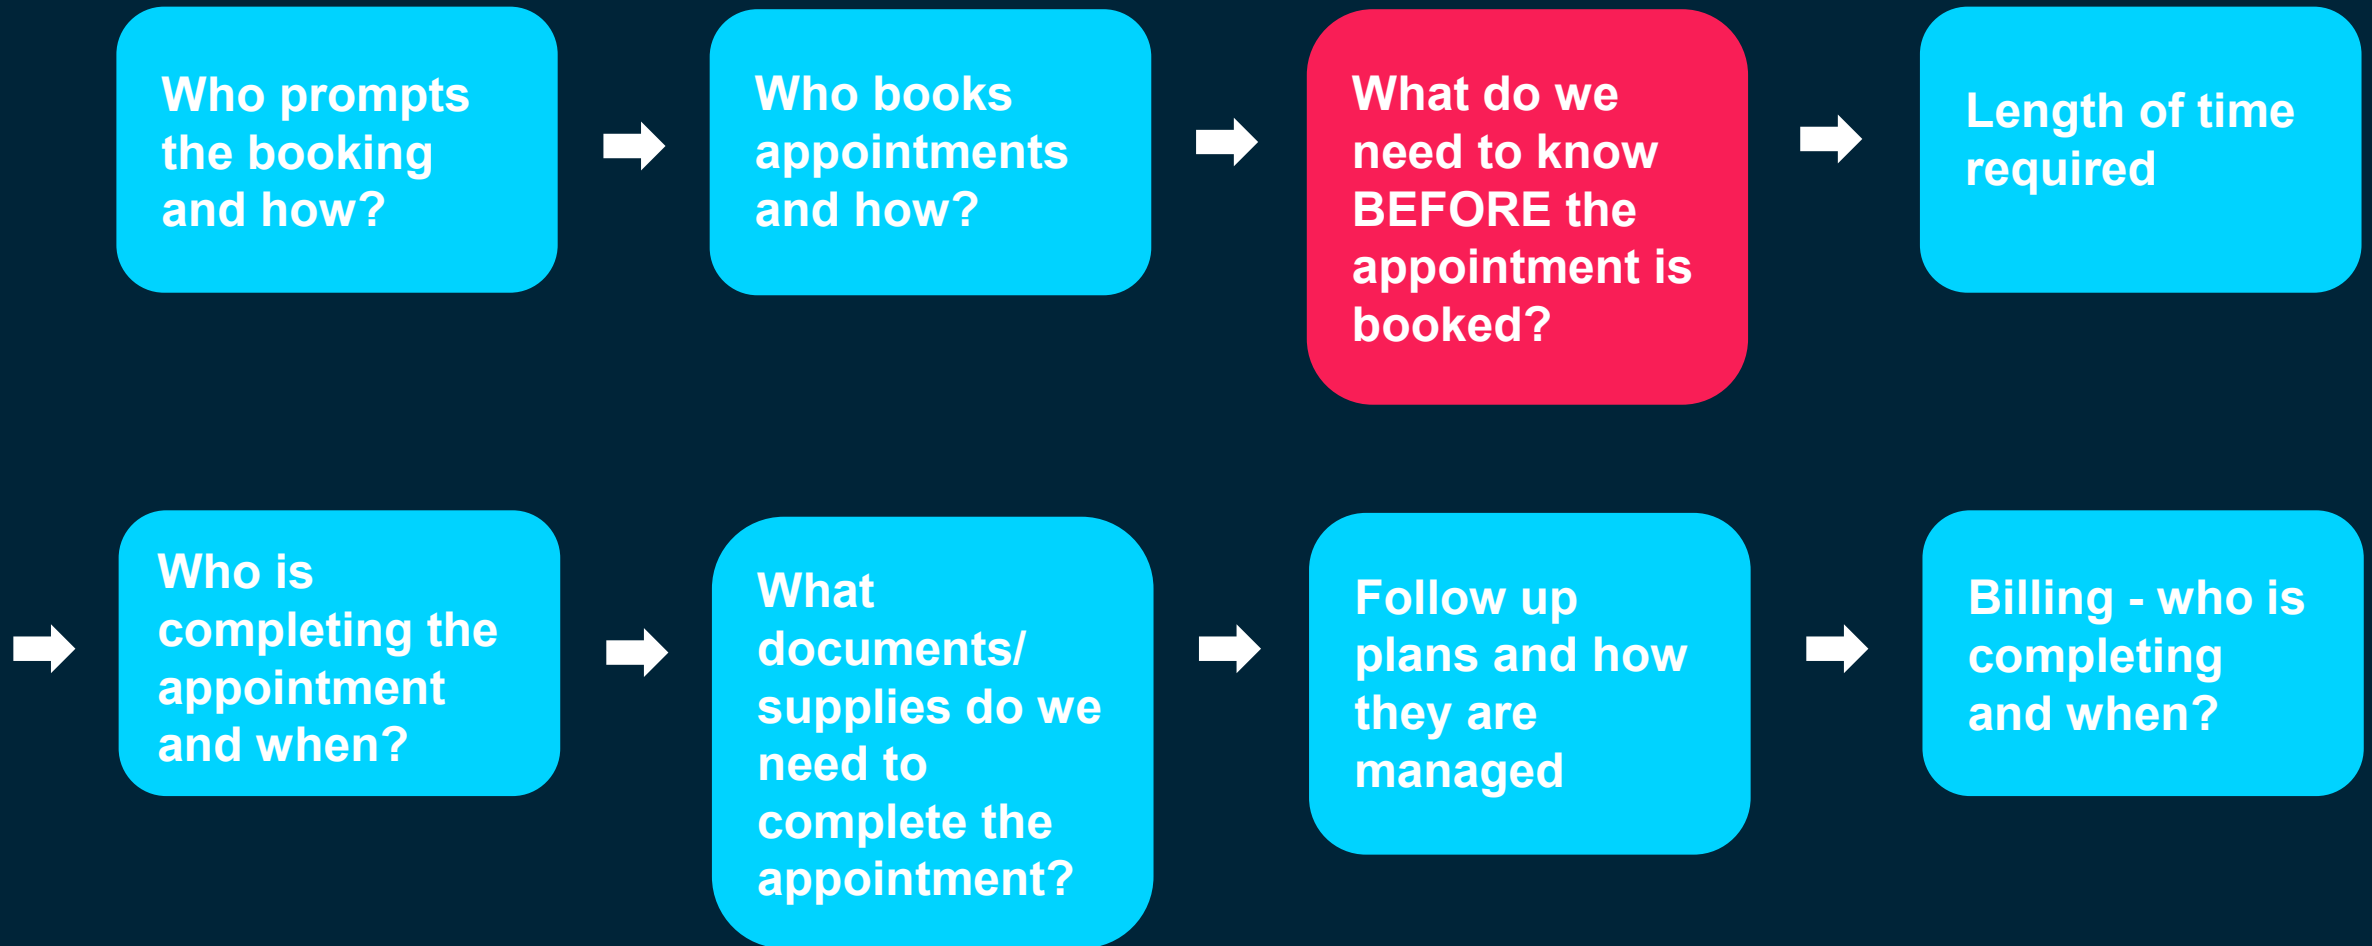 Who prompts
the booking
and how?
Who books
appointments
and how?
What do we
need to know
BEFORE the
appointment is
booked?
Length of time
required
Who is
completing the
appointment
and when?
What
documents/
supplies do we
need to
complete the
appointment?
Follow up
plans and how
they are
managed
Billing - who is
completing
and when?